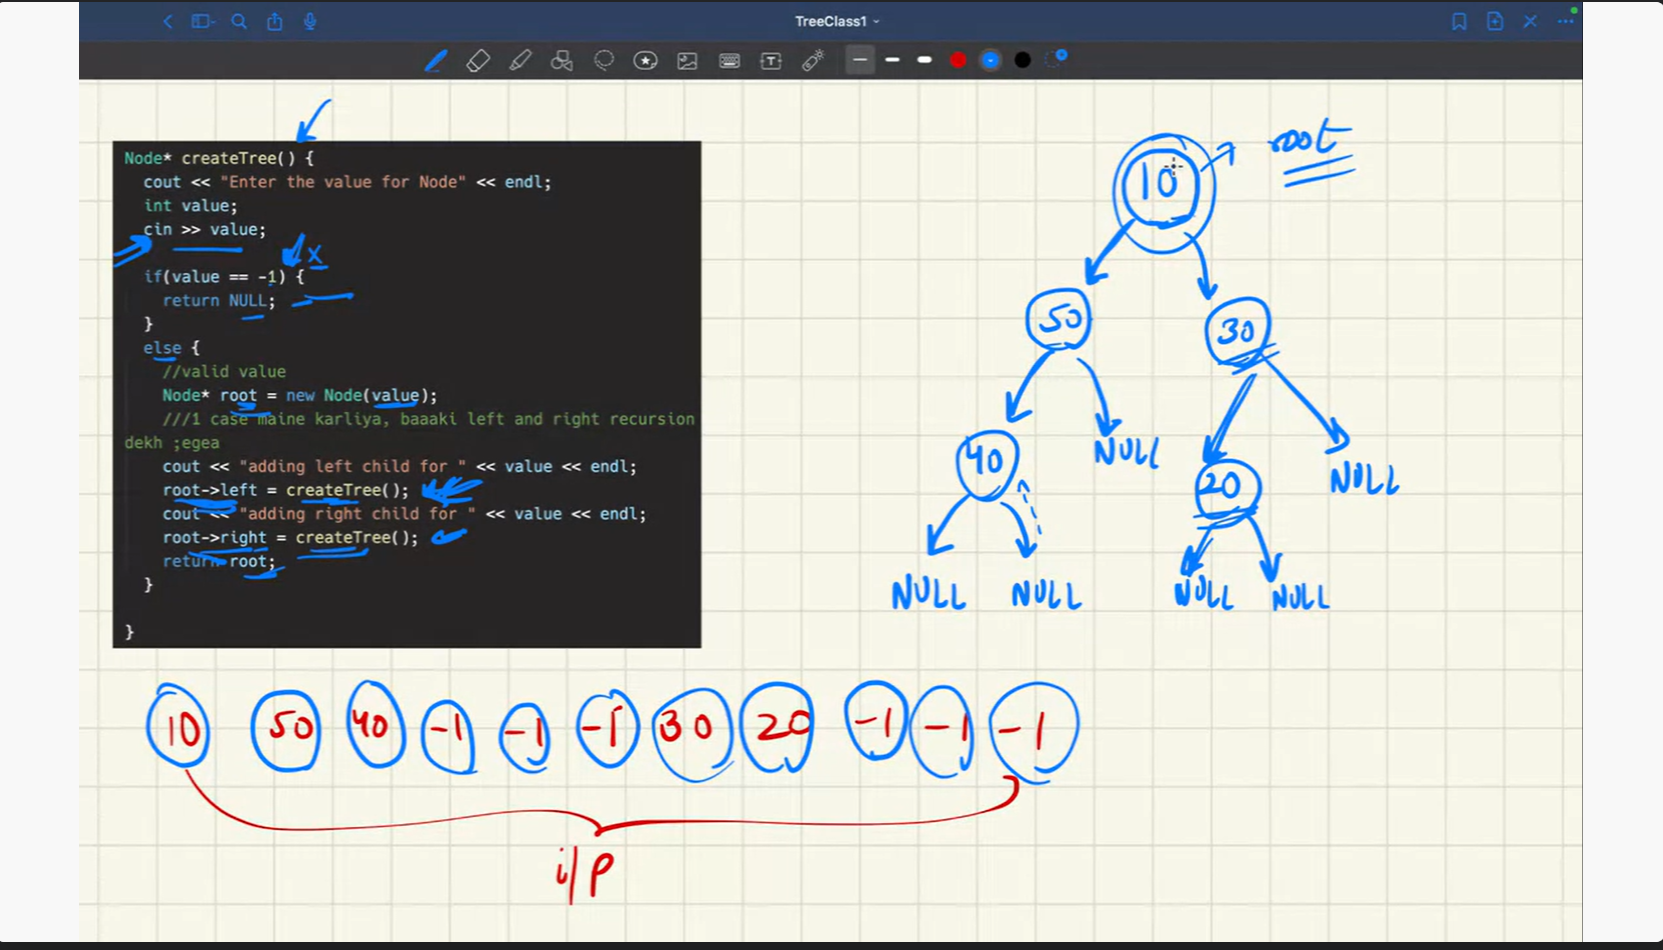 TreeClass1
Node* createTree() {
cout << "Enter the value for Node" << endl;
int value;
cin >> value;
x
if(value == -1) {
return NULL;
}
else {
//valid value
Node* root = new Node(value);
///1 case maine karliya, baaaki left and right recursion
dekh ;egea
cout << "adding left child for " << value << endl;
root->left = createTree();
cout << "adding right child for " << value << endl;
root->right = createTree();
return root;
}
}
10 root
50 30
40 NULL 20 NULL
NULL NULL NULL NULL
10 50 40 -1 -1 -1 30 20 -1 -1 -1
i/p